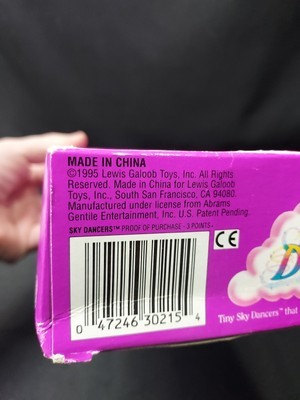 MADE IN CHINA
©1995 Lewis Galoob Toys, Inc. All Rights
Reserved. Made in China for Lewis Galoob
Toys, Inc., South San Francisco, CA 94080.
Manufactured under license from Abrams
Gentile Entertainment, Inc. U.S. Patent Pending.
SKY DANCERS™ PROOF OF PURCHASE - 3 POINTS
CE
0 47246 30215 4
D
Tiny Sky Dancers™ that